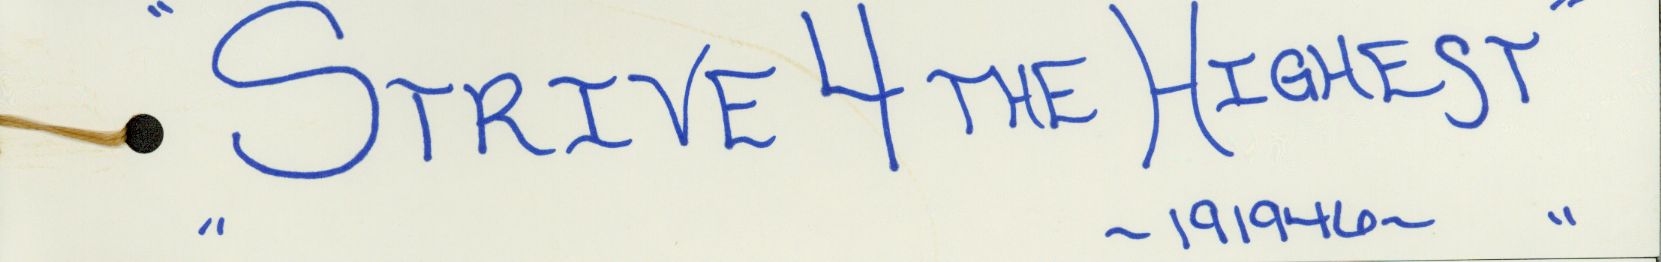 "STRIVE 4 THE HIGHEST"
" ~191946~ "